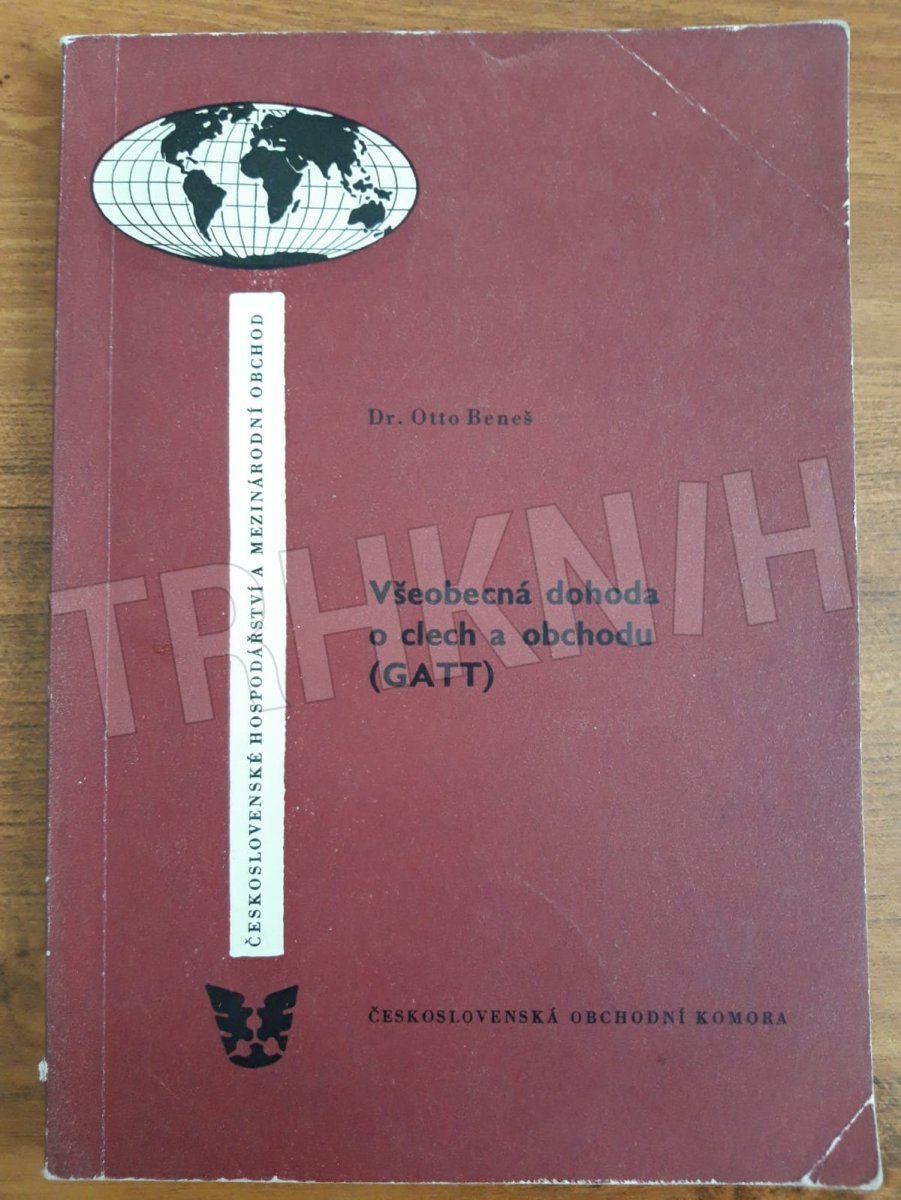 ČESKOSLOVENSKÉ HOSPODÁŘSTVÍ A MEZINÁRODNÍ OBCHOD
Dr. Otto Beneš
Všeobecná dohoda
o clech a obchodu
(GATT)
ČESKOSLOVENSKÁ OBCHODNÍ KOMORA
TRHKNIH